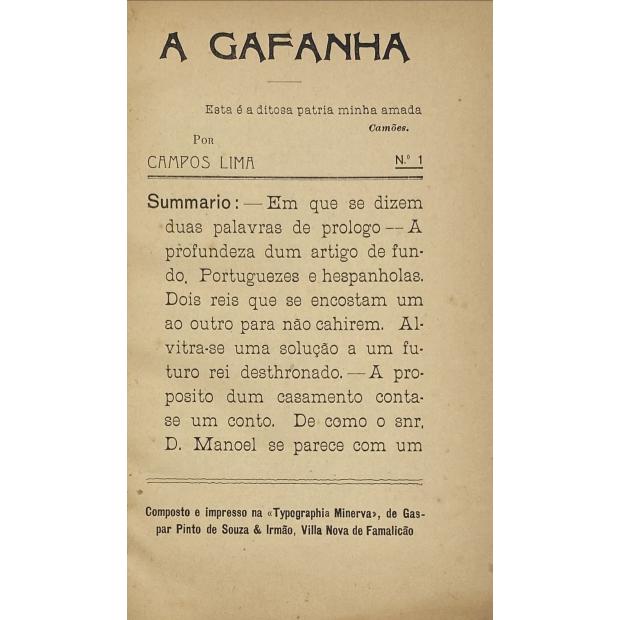 A GAFANHA
Esta é a ditosa patria minha amada
Camões.
Por
CAMPOS LIMA
N.º 1
Summario: — Em que se dizem
duas palavras de prologo — A
profundeza dum artigo de fun-
do. Portuguezes e hespanholas.
Dois reis que se encostam um
ao outro para não cahirem. Al-
vitra-se uma solução a um fu-
turo rei desthronado. — A pro-
posito dum casamento conta-
se um conto. De como o snr.
D. Manoel se parece com um
Composto e impresso na «Typographia Minerva», de Gas-
par Pinto de Souza & Irmão, Villa Nova de Famalicão